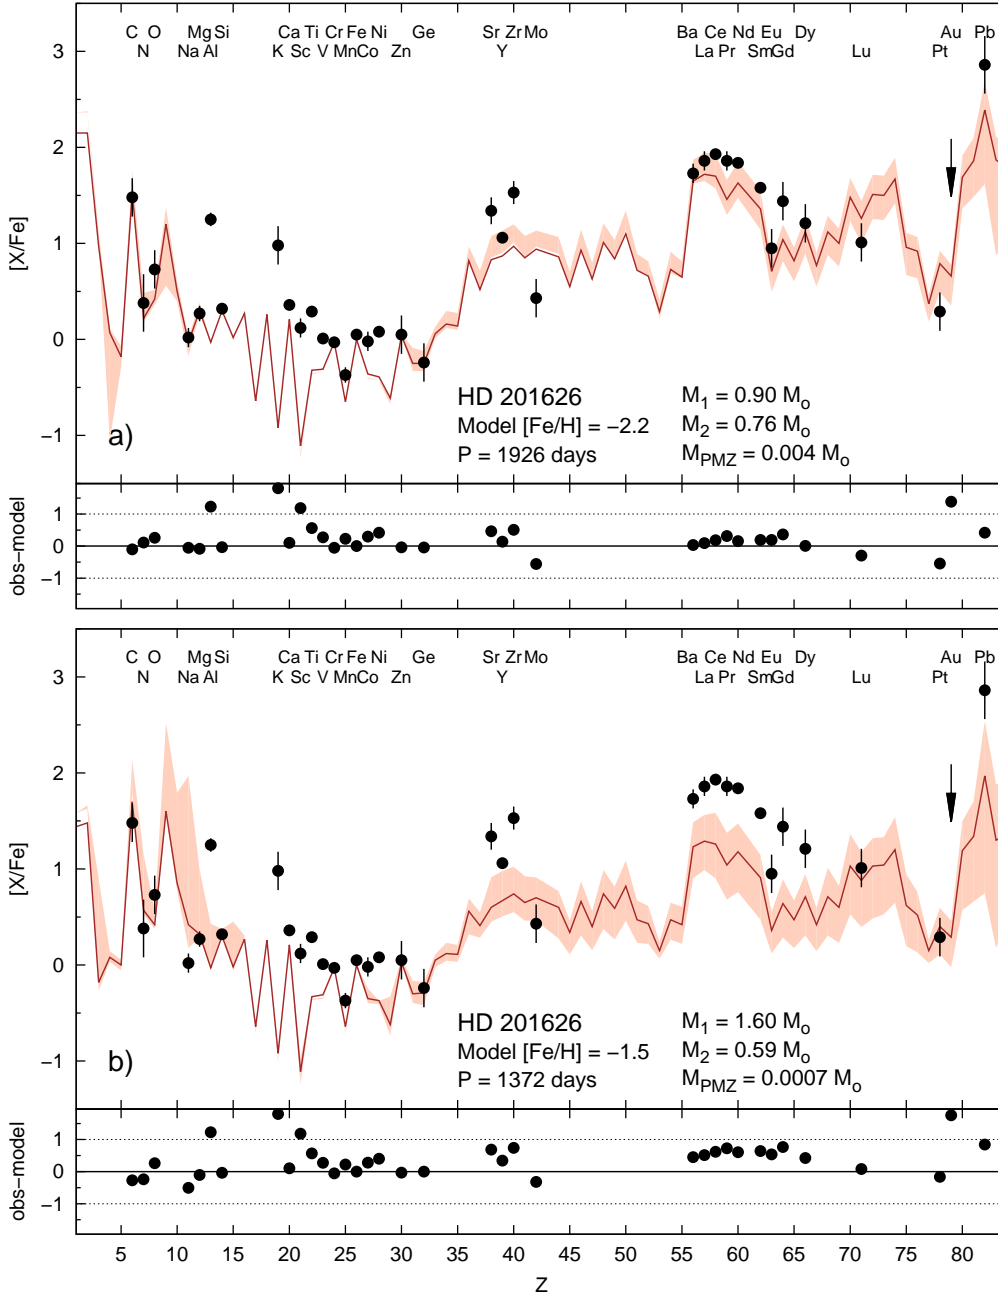 C O Mg Si Ca Ti Cr Fe Ni Ge Sr Zr Mo Ba Ce Nd Eu Dy Au Pb
N Na Al K Sc V Mn Co Zn Y La Pr Sm Gd Lu Pt
3
2
1
0
−1
[X/Fe]
a)
HD 201626
Model [Fe/H] = −2.2
P = 1926 days
M1 = 0.90 Mo
M2 = 0.76 Mo
MPMZ = 0.004 Mo
1
0
−1
obs−model
C O Mg Si Ca Ti Cr Fe Ni Ge Sr Zr Mo Ba Ce Nd Eu Dy Au Pb
N Na Al K Sc V Mn Co Zn Y La Pr Sm Gd Lu Pt
3
2
1
0
−1
[X/Fe]
b)
HD 201626
Model [Fe/H] = −1.5
P = 1372 days
M1 = 1.60 Mo
M2 = 0.59 Mo
MPMZ = 0.0007 Mo
1
0
−1
obs−model
5 10 15 20 25 30 35 40 45 50 55 60 65 70 75 80
Z